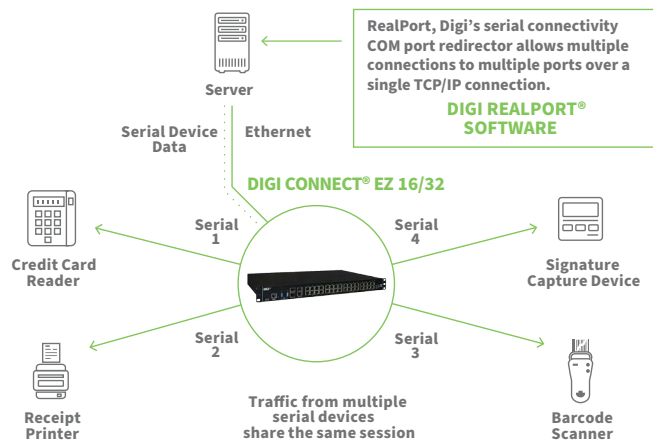 RealPort, Digi's serial connectivity
COM port redirector allows multiple
connections to multiple ports over a
single TCP/IP connection.
DIGI REALPORT®
SOFTWARE
Server
Serial Device
Data
Ethernet
DIGI CONNECT® EZ 16/32
Serial
1
Serial
4
Credit Card
Reader
Signature
Capture Device
Serial
2
Serial
3
Receipt
Printer
Traffic from multiple
serial devices
share the same session
Barcode
Scanner